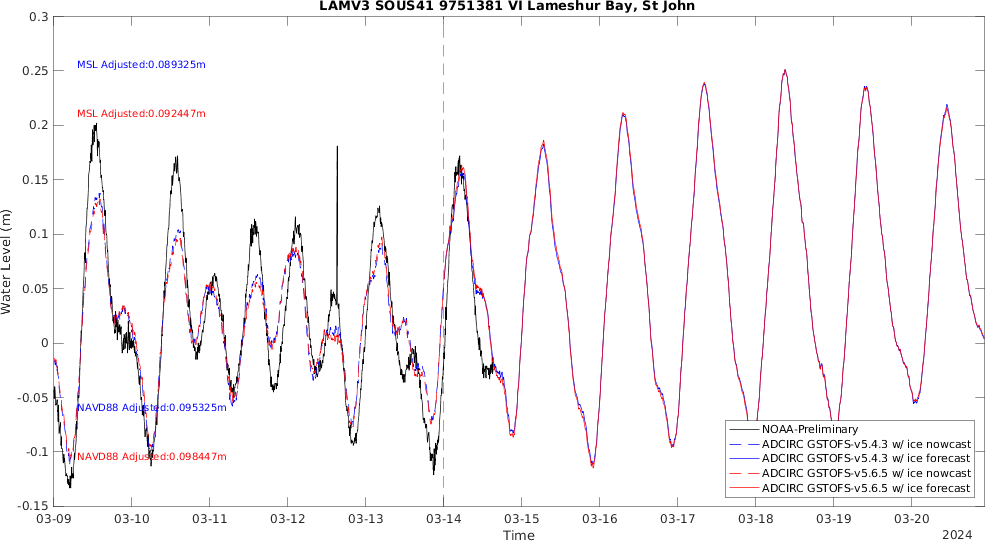 LAMV3 SOUS41 9751381 VI Lameshur Bay, St John
0.3
0.25
0.2
0.15
0.1
0.05
0
-0.05
-0.1
-0.15
Water Level (m)
MSL Adjusted:0.089325m
MSL Adjusted:0.092447m
NAVD88 Adjusted:0.095325m
NAVD88 Adjusted:0.098447m
NOAA-Preliminary
ADCIRC GSTOFS-v5.4.3 w/ ice nowcast
ADCIRC GSTOFS-v5.4.3 w/ ice forecast
ADCIRC GSTOFS-v5.6.5 w/ ice nowcast
ADCIRC GSTOFS-v5.6.5 w/ ice forecast
03-09 03-10 03-11 03-12 03-13 03-14 03-15 03-16 03-17 03-18 03-19 03-20
Time
2024